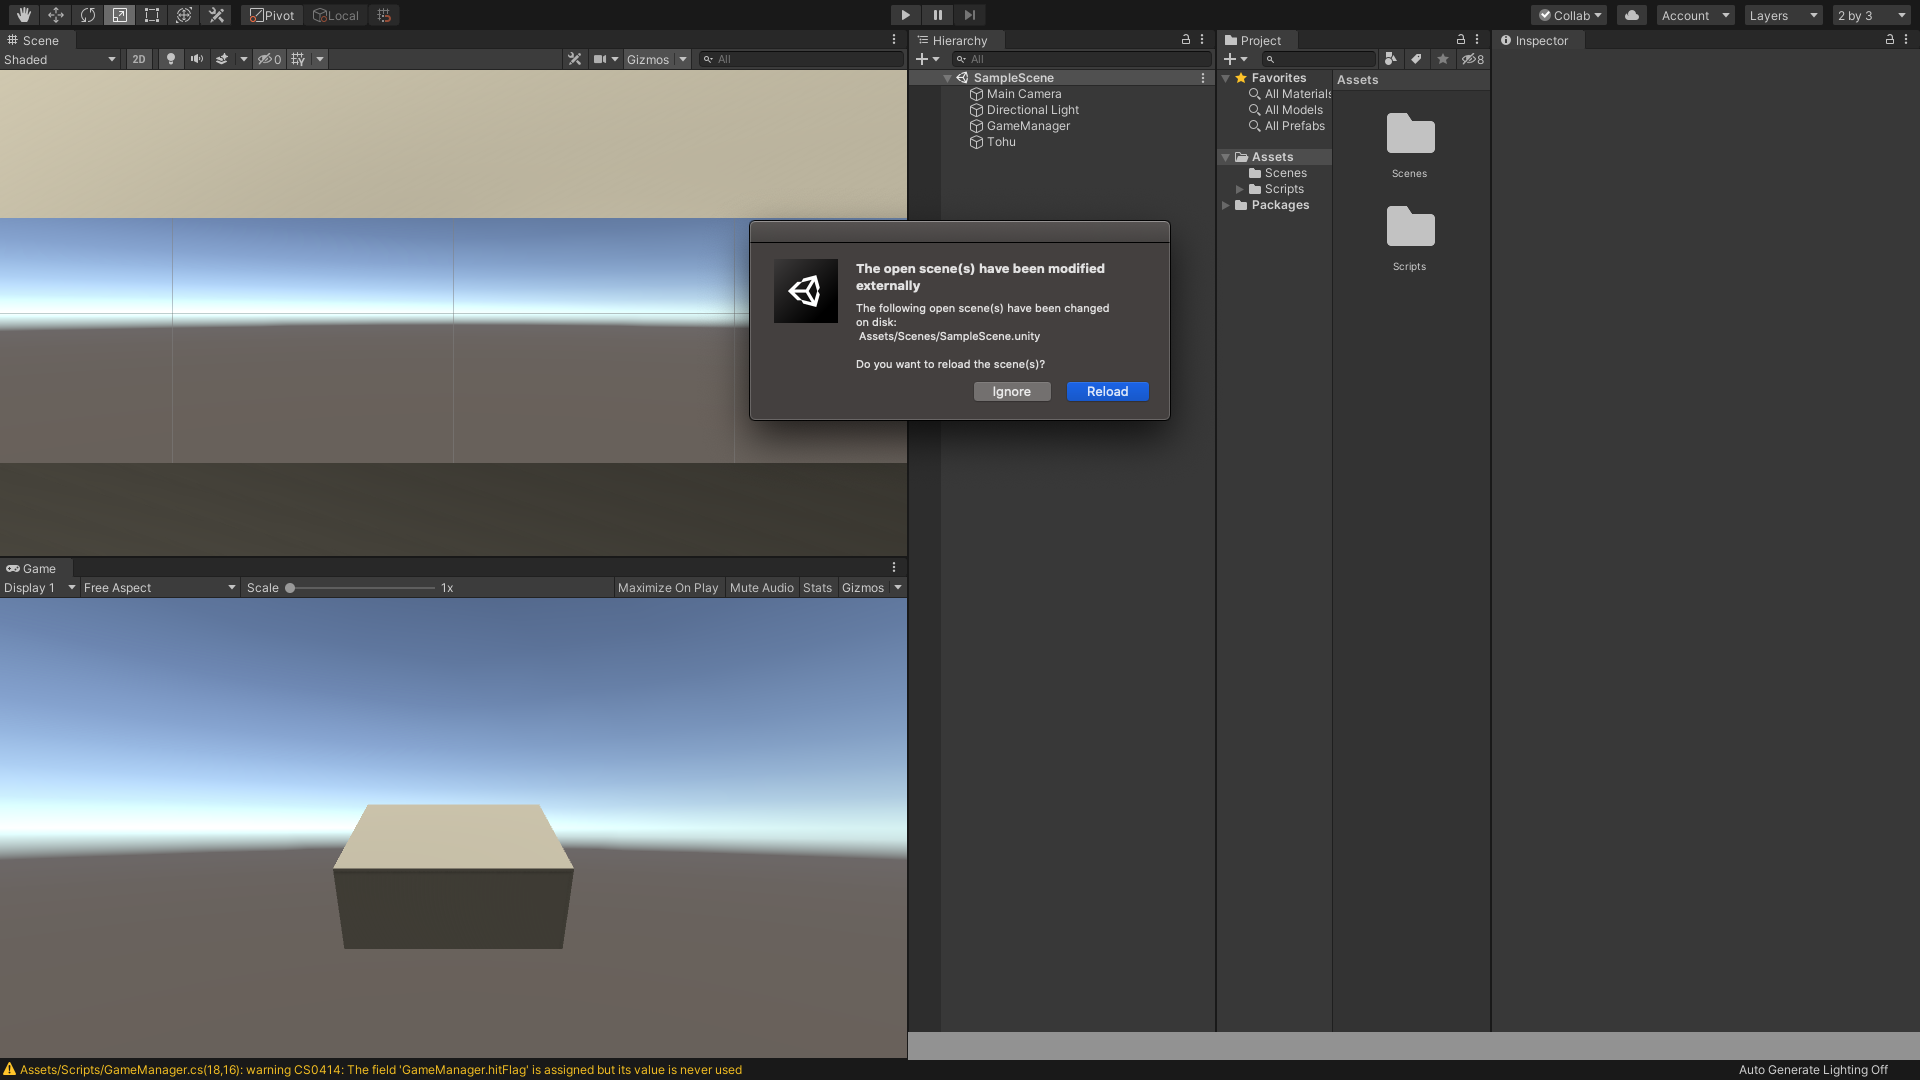 Pivot
Local
Collab
Account
Layers
2 by 3
Scene
Hierarchy
Project
Inspector
Shaded
2D
0
Gizmos
All
All
8
SampleScene
Main Camera
Directional Light
GameManager
Tohu
Favorites
All Materials
All Models
All Prefabs
Assets
Scenes
Scripts
Packages
Assets
Scenes
Scripts
The open scene(s) have been modified
externally
The following open scene(s) have been changed
on disk:
Assets/Scenes/SampleScene.unity
Do you want to reload the scene(s)?
Ignore
Reload
Game
Display 1
Free Aspect
Scale
1x
Maximize On Play
Mute Audio
Stats
Gizmos
Assets/Scripts/GameManager.cs(18,16): warning CS0414: The field 'GameManager.hitFlag' is assigned but its value is never used
Auto Generate Lighting Off